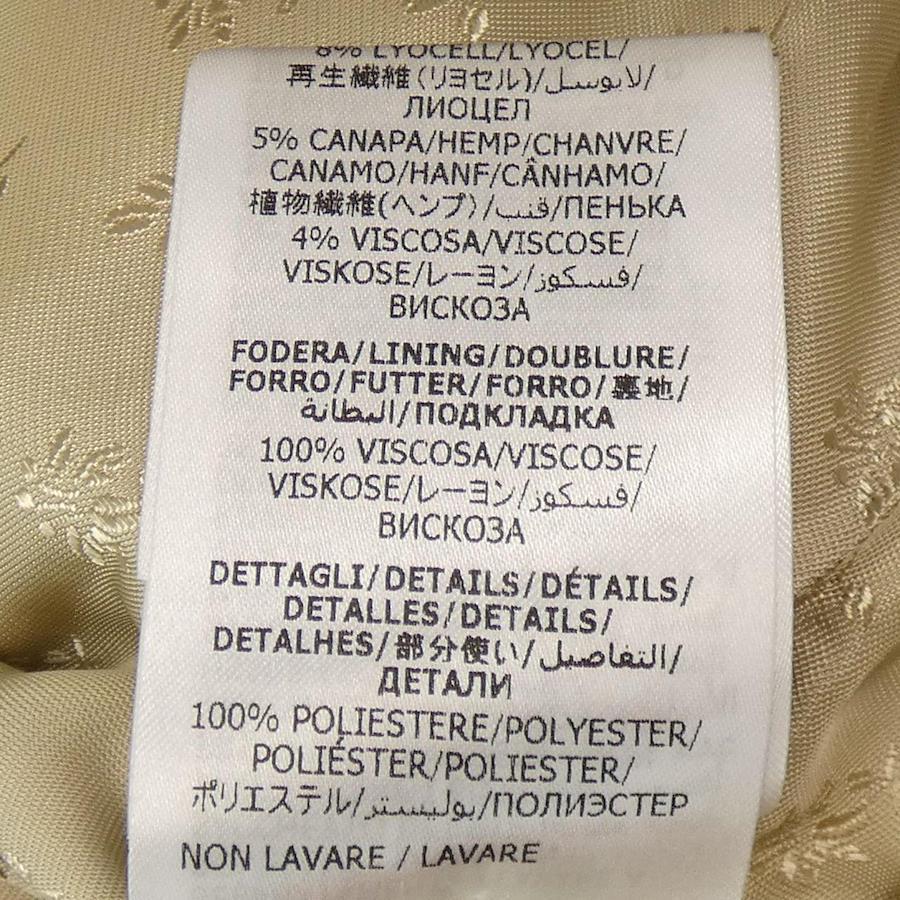 8% LYOCELL/LYOCEL/
再生繊維(リヨセル)/لايوسل/
ЛИОЦЕЛ
5% CANAPA/HEMP/CHANVRE/
CANAMO/HANF/CÂNHAMO/
植物繊維(ヘンプ)/قنب/ПЕНЬКА
4% VISCOSA/VISCOSE/
VISKOSE/レーヨン/فسكوز/
ВИСКОЗА
FODERA/LINING/DOUBLURE/
FORRO/FUTTER/FORRO/裏地/
البطانة/ПОДКЛАДКА
100% VISCOSA/VISCOSE/
VISKOSE/レーヨン/فسكوز/
ВИСКОЗА
DETTAGLI/DETAILS/DÉTAILS/
DETALLES/DETAILS/
DETALHES/部分使い/التفاصيل/
ДЕТАЛИ
100% POLIESTERE/POLYESTER/
POLIÉSTER/POLIESTER/
ポリエステル/بوليستر/ПОЛИЭСТЕР
NON LAVARE / LAVARE